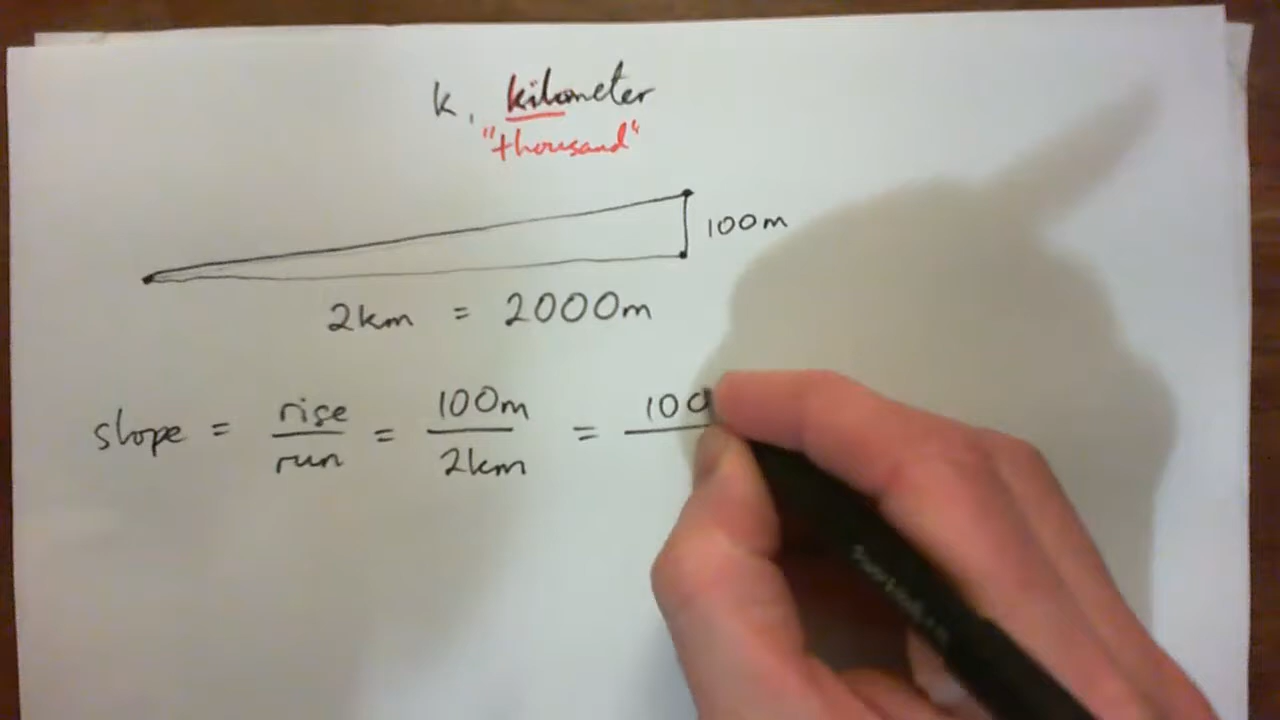 k, kilometer
"thousand"
100m
2km = 2000m
slope = rise/run = 100m/2km = 100